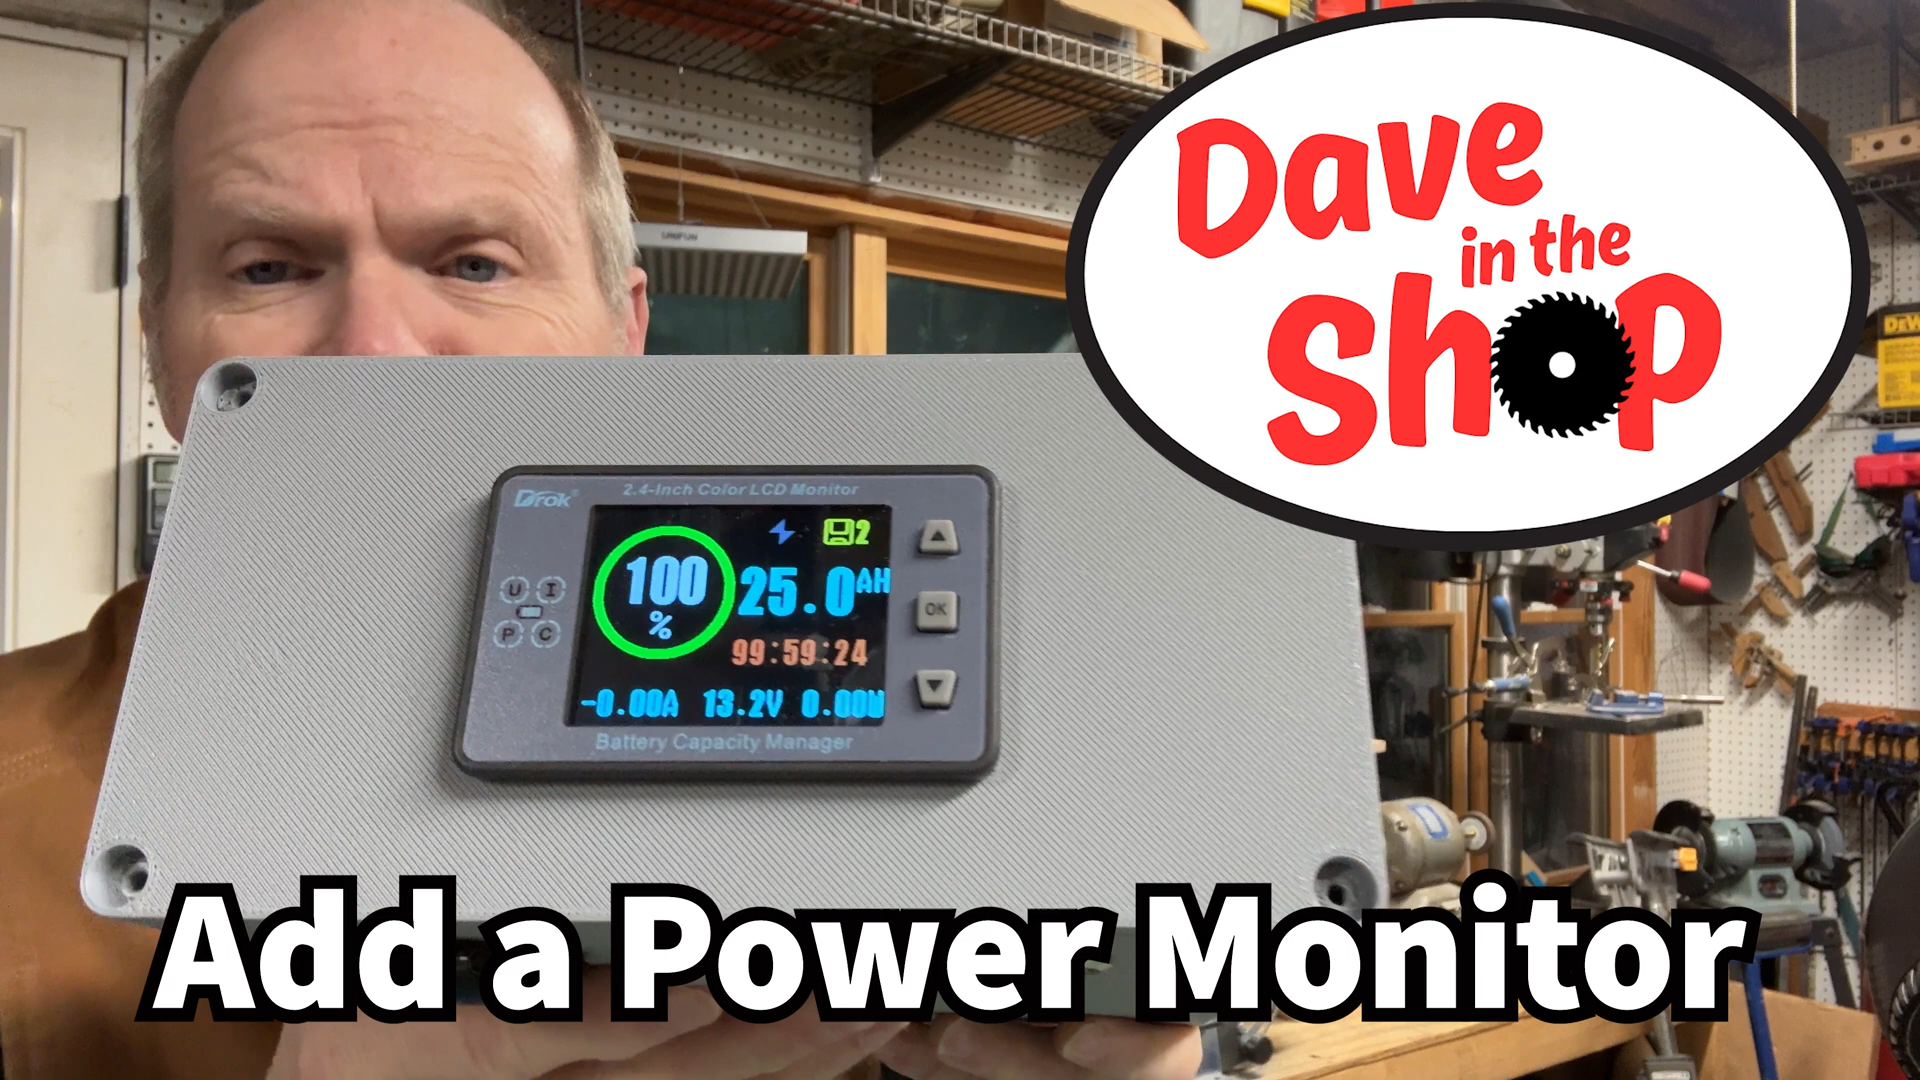 Dave
in the
Shop
UNIFUN
Drok®
2.4-Inch Color LCD Monitor
2
100
%
25.0AH
99:59:24
-0.00A 13.2V 0.00W
U I
P C
OK
Battery Capacity Manager
Add a Power Monitor